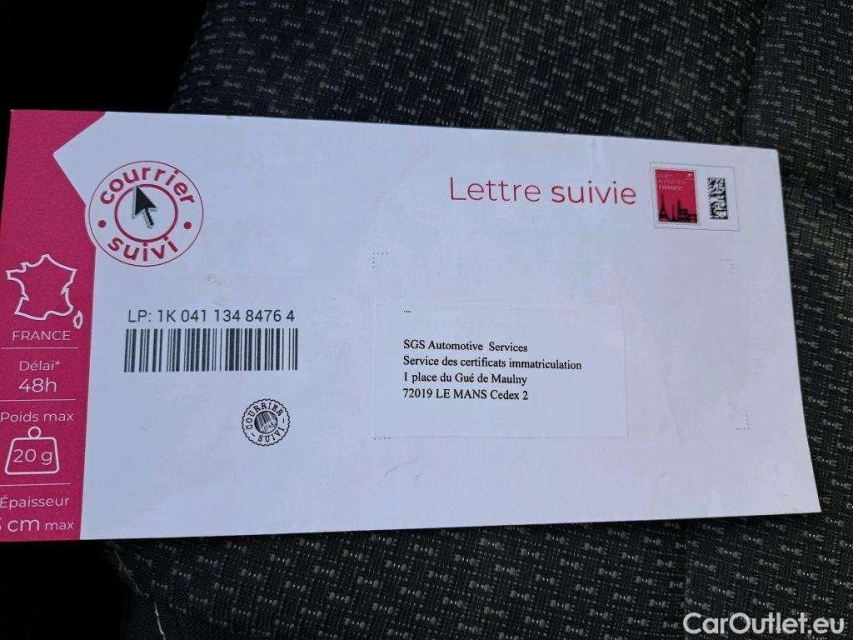 courrier
suivi
Lettre suivie
FRANCE
LP: 1K 041 134 8476 4
FRANCE
Délai*
48h
Poids max
20 g
Épaisseur
cm max
SGS Automotive Services
Service des certificats immatriculation
1 place du Gué de Maulny
72019 LE MANS Cedex 2
COURRIER
SUIVI
CarOutlet.eu